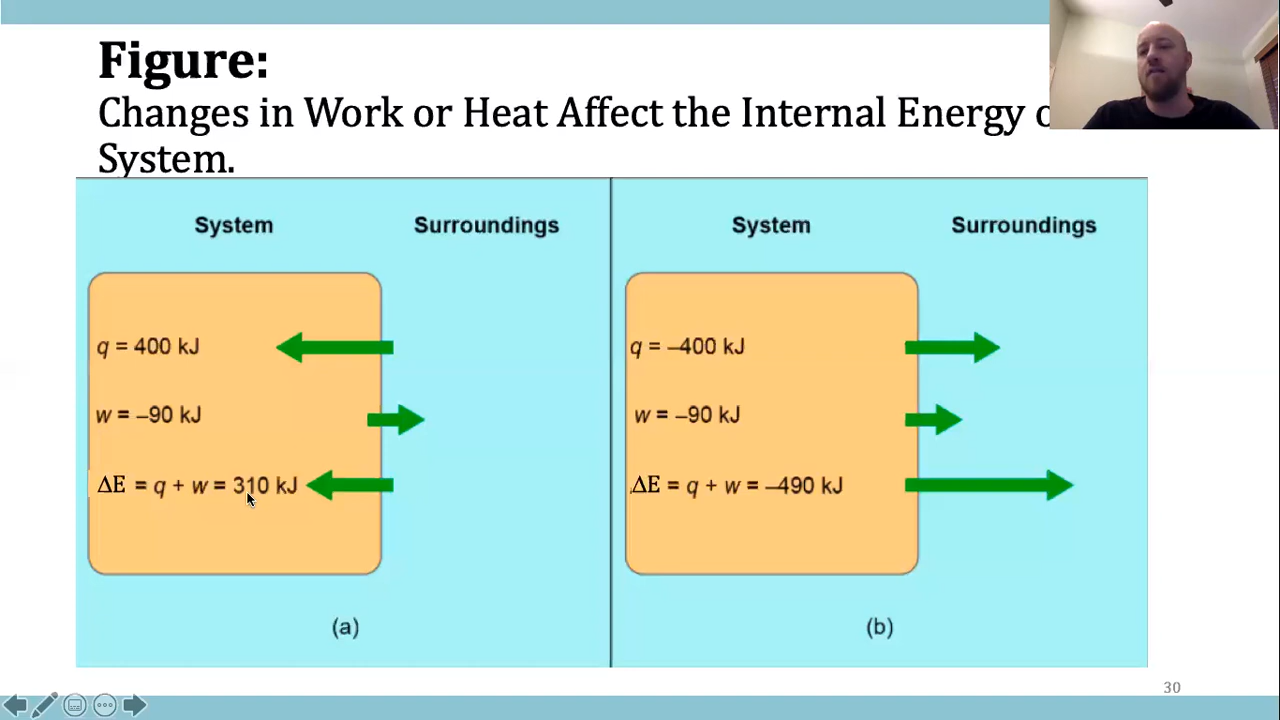 Figure:
Changes in Work or Heat Affect the Internal Energy
System.
System Surroundings
q = 400 kJ
w = –90 kJ
ΔE = q + w = 310 kJ
(a)
System Surroundings
q = –400 kJ
w = –90 kJ
ΔE = q + w = –490 kJ
(b)
30